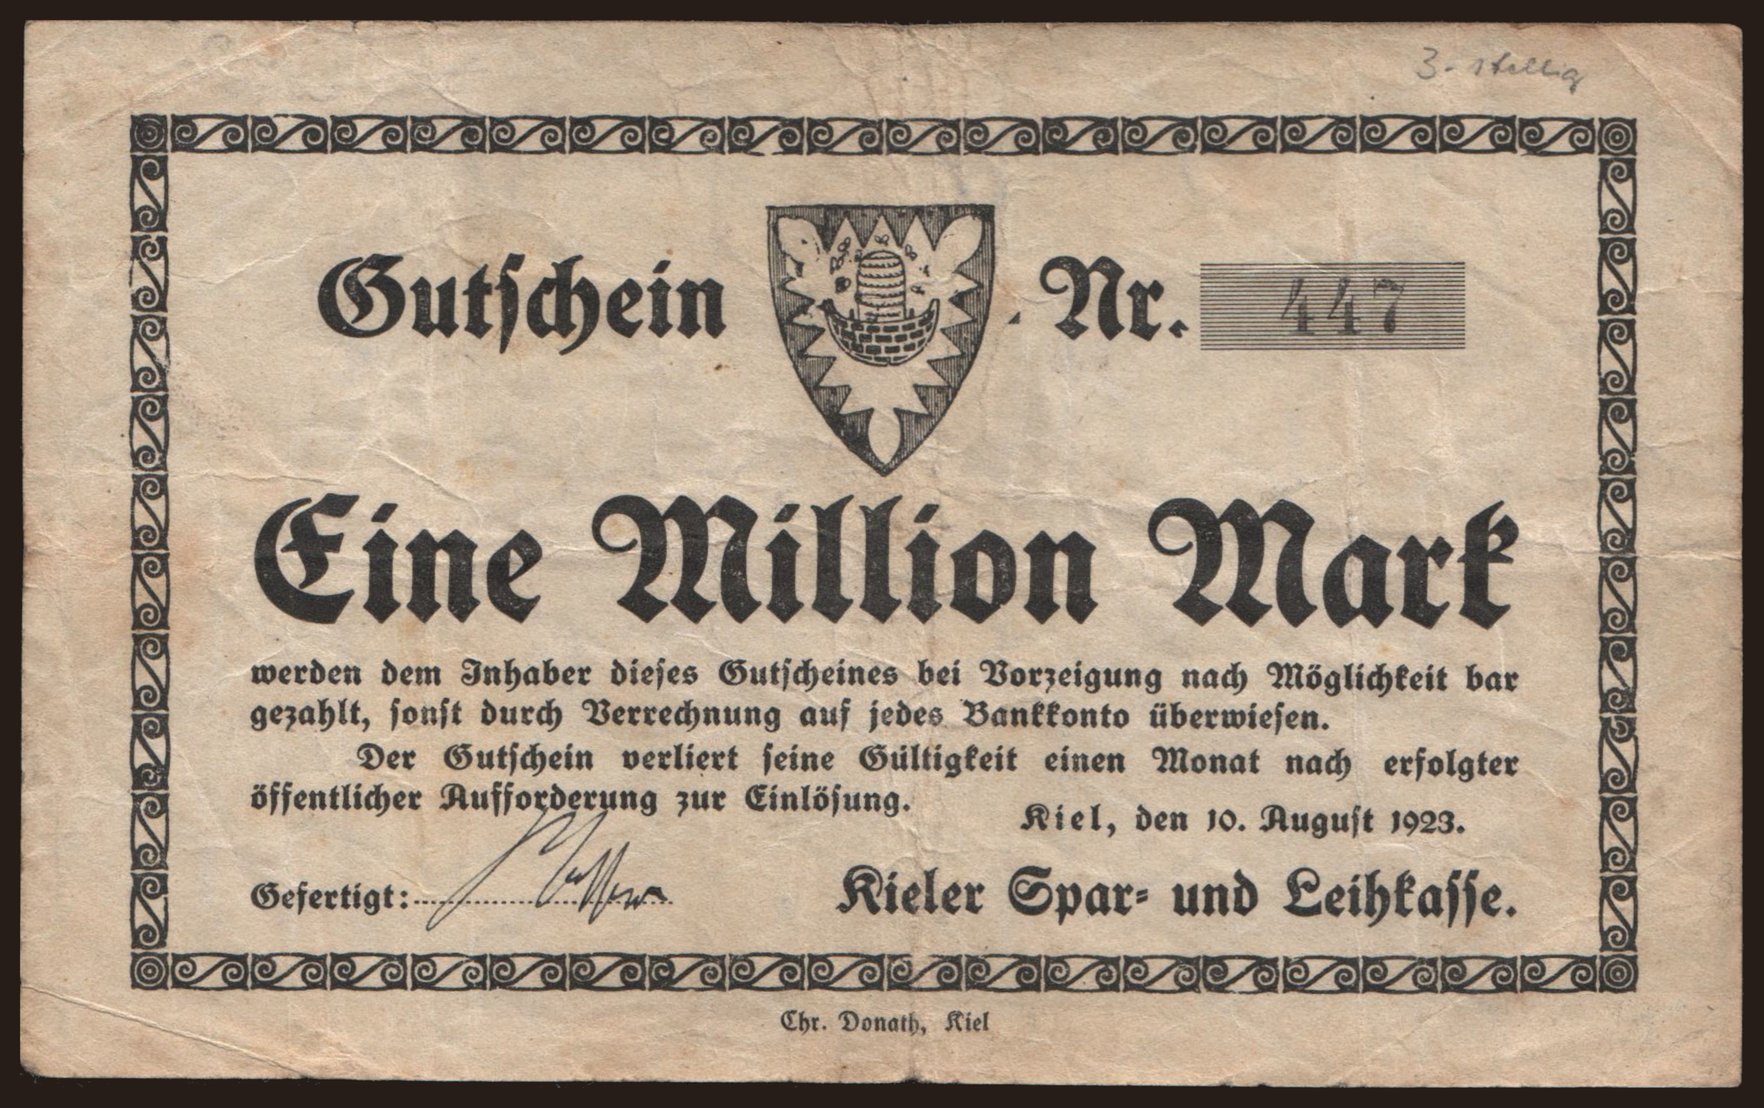 3-stellig
Gutschein Nr. 447
Eine Million Mark
werden dem Inhaber dieses Gutscheines bei Vorzeigung nach Möglichkeit bar
gezahlt, sonst durch Verrechnung auf jedes Bankkonto überwiesen.
Der Gutschein verliert seine Gültigkeit einen Monat nach erfolgter
öffentlicher Aufforderung zur Einlösung.
Kiel, den 10. August 1923.
Gefertigt:
Kieler Spar- und Leihkasse.
Chr. Donath, Kiel